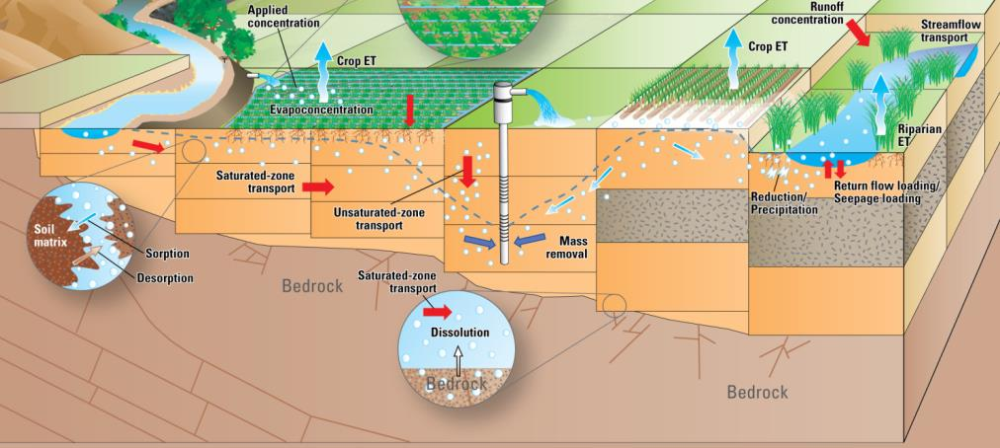 Applied
concentration
Runoff
concentration
Streamflow
transport
Crop ET
Crop ET
Evapoconcentration
Riparian
ET
Saturated-zone
transport
Unsaturated-zone
transport
Reduction/
Precipitation
Return flow loading/
Seepage loading
Soil
matrix
Sorption
Desorption
Mass
removal
Bedrock
Saturated-zone
transport
Dissolution
Bedrock
Bedrock